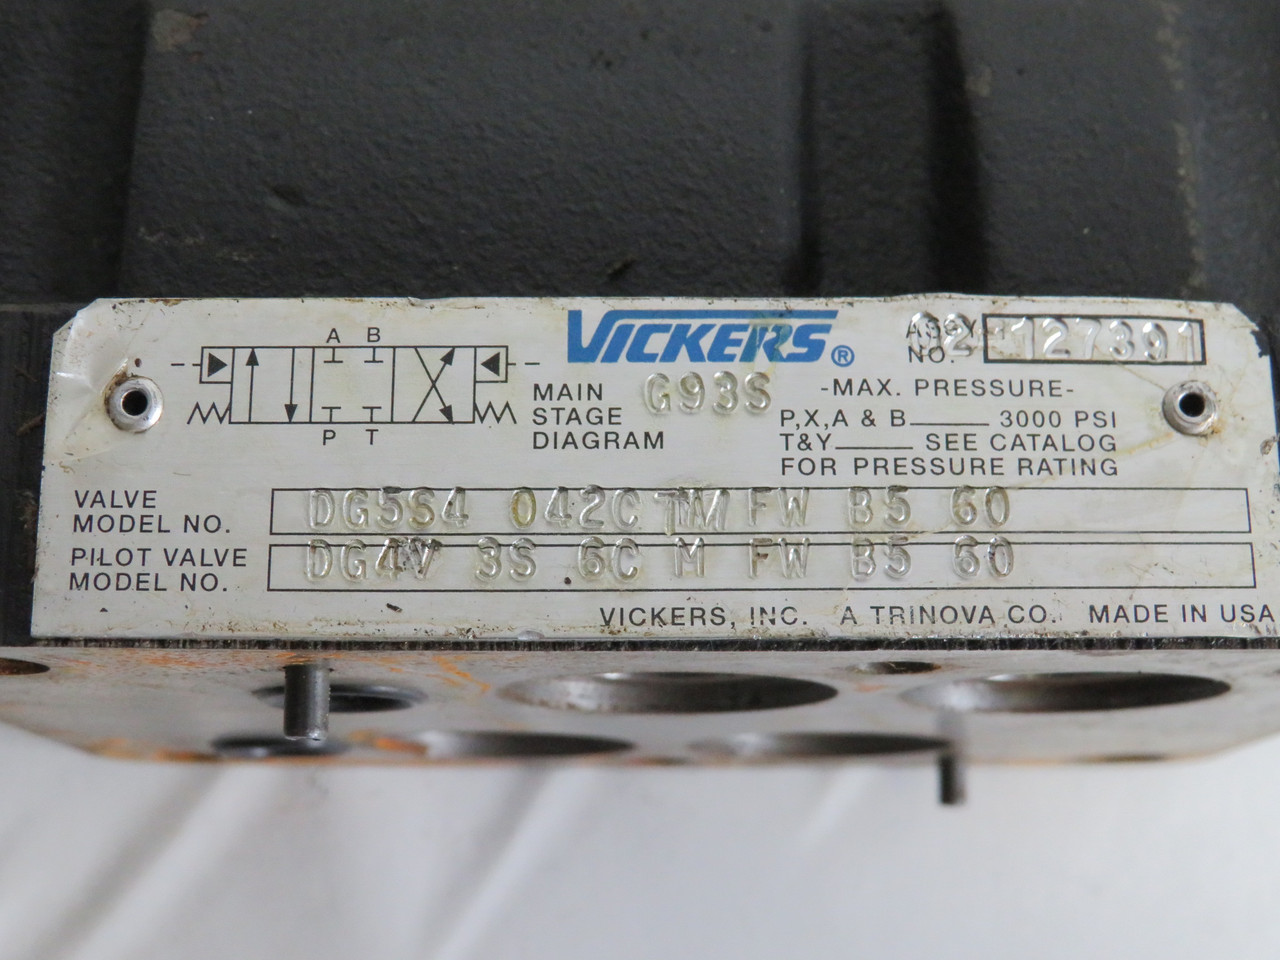 A B
P T
VICKERS®
ASSY. NO. 02-127391
MAIN STAGE DIAGRAM
G93S
-MAX. PRESSURE-
P,X,A & B 3000 PSI
T&Y SEE CATALOG
FOR PRESSURE RATING
VALVE MODEL NO. DG5S4 042C FW B5 60
PILOT VALVE MODEL NO. DG4V 3S 6C M FW B5 60
VICKERS, INC. A TRINOVA CO. MADE IN USA